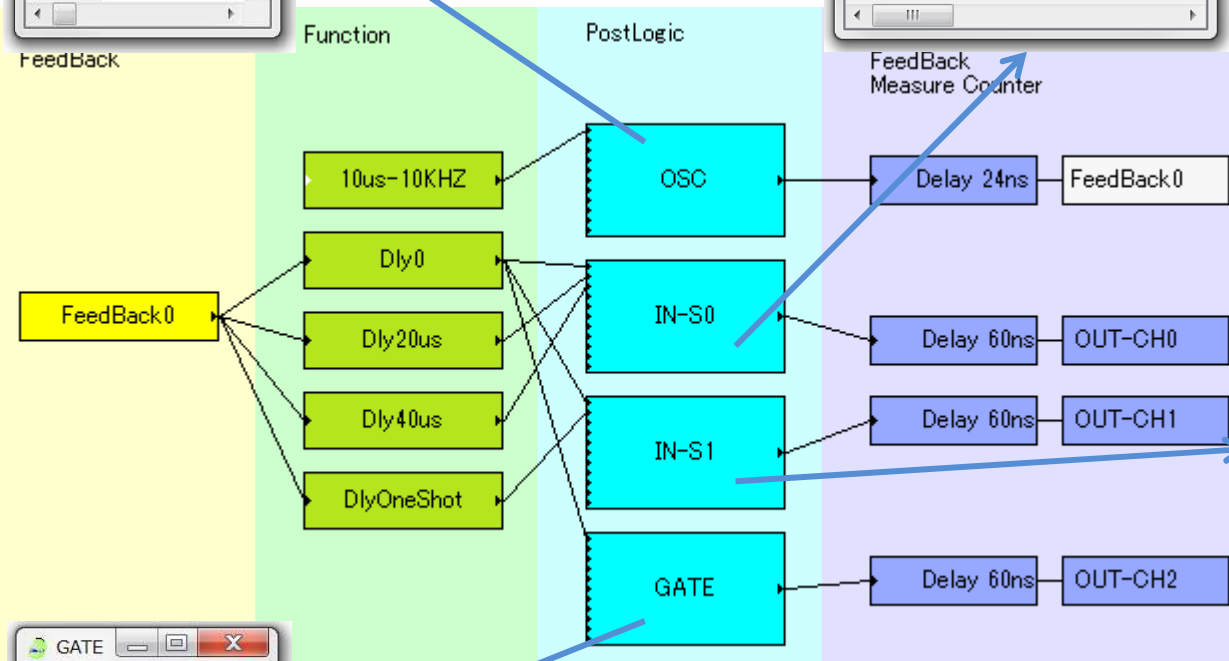 FeedBack
Function
PostLogic
FeedBack
Measure Counter
10us-10KHZ
OSC
Delay 24ns
FeedBack0
Dly0
FeedBack0
IN-S0
Dly20us
Delay 60ns
OUT-CH0
Dly40us
IN-S1
Delay 60ns
OUT-CH1
DlyOneShot
GATE
Delay 60ns
OUT-CH2
GATE